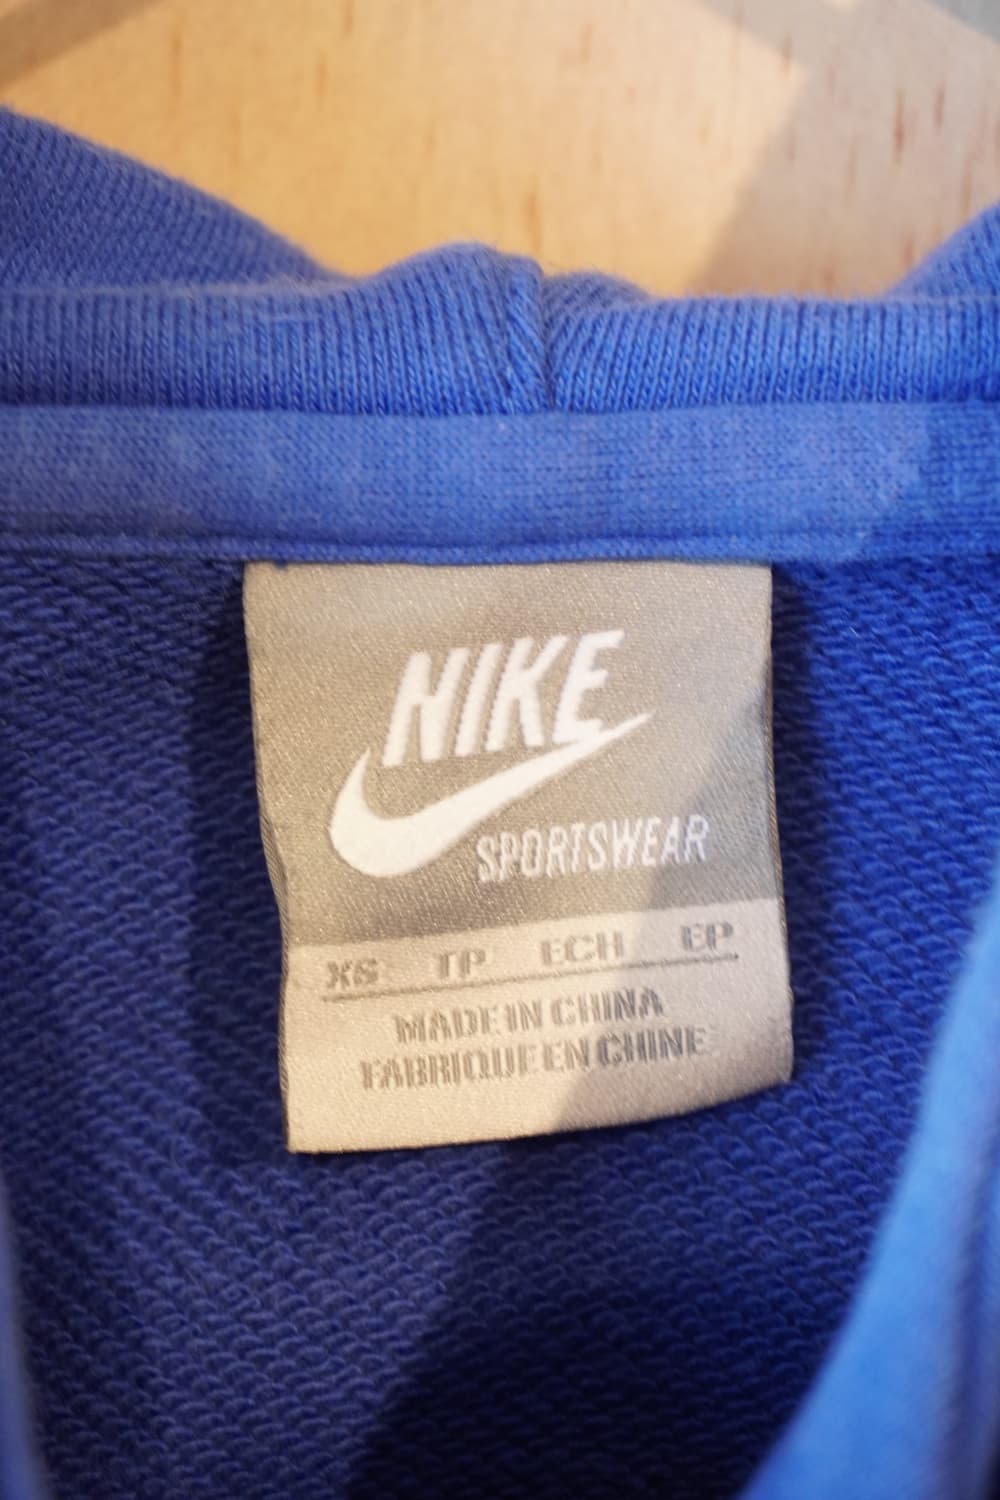 NIKE
SPORTSWEAR
XS TP ECH EP
MADE IN CHINA
FABRIQUE EN CHINE